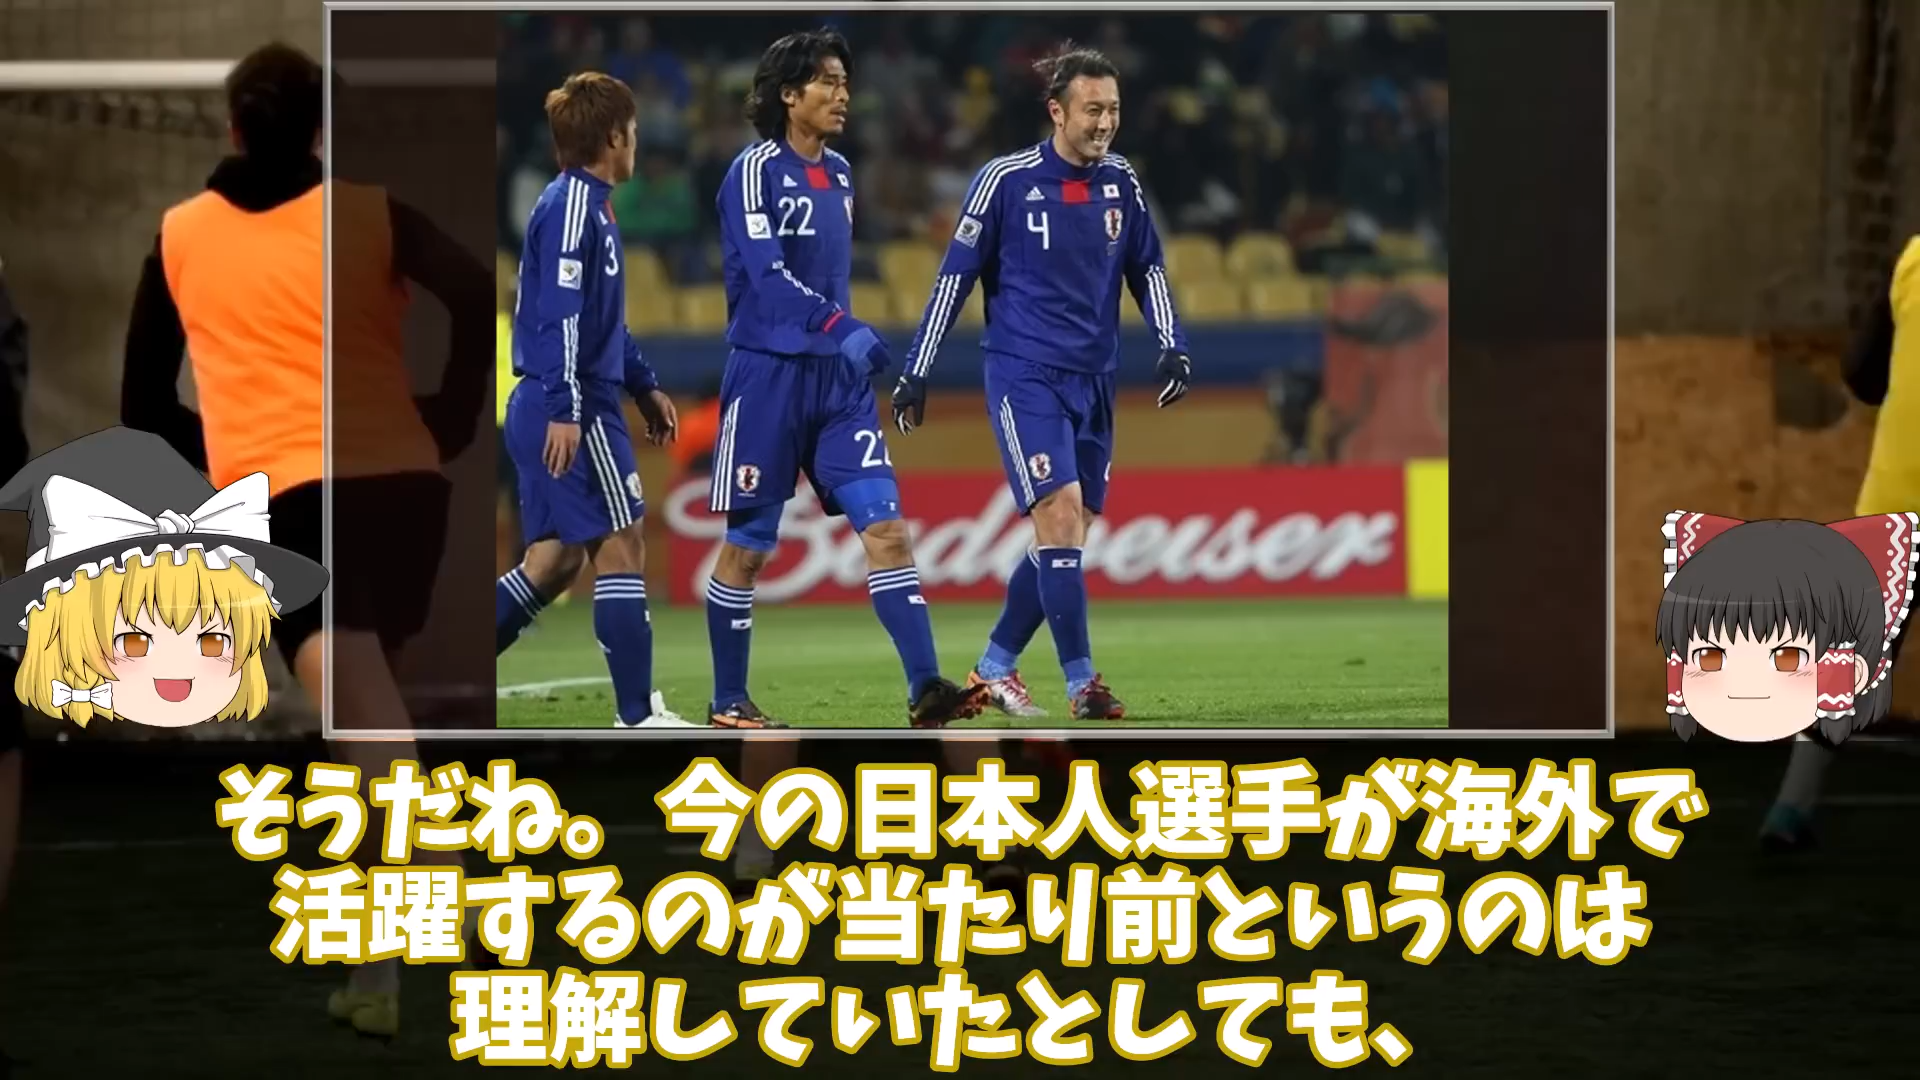 3
22
22
4
Budweiser
そうだね。今の日本人選手が海外で
活躍するのが当たり前というのは
理解していたとしても、